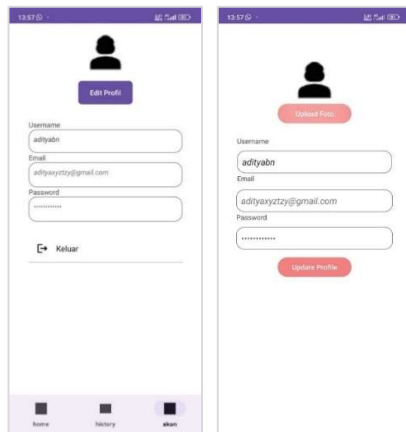 13:57
Edit Profil
Username
adityabn
Email
adityaxyztzy@gmail.com
Password
Keluar
home
history
akun
13:57
Upload Foto
Username
adityabn
Email
adityaxyztzy@gmail.com
Password
Update Profile